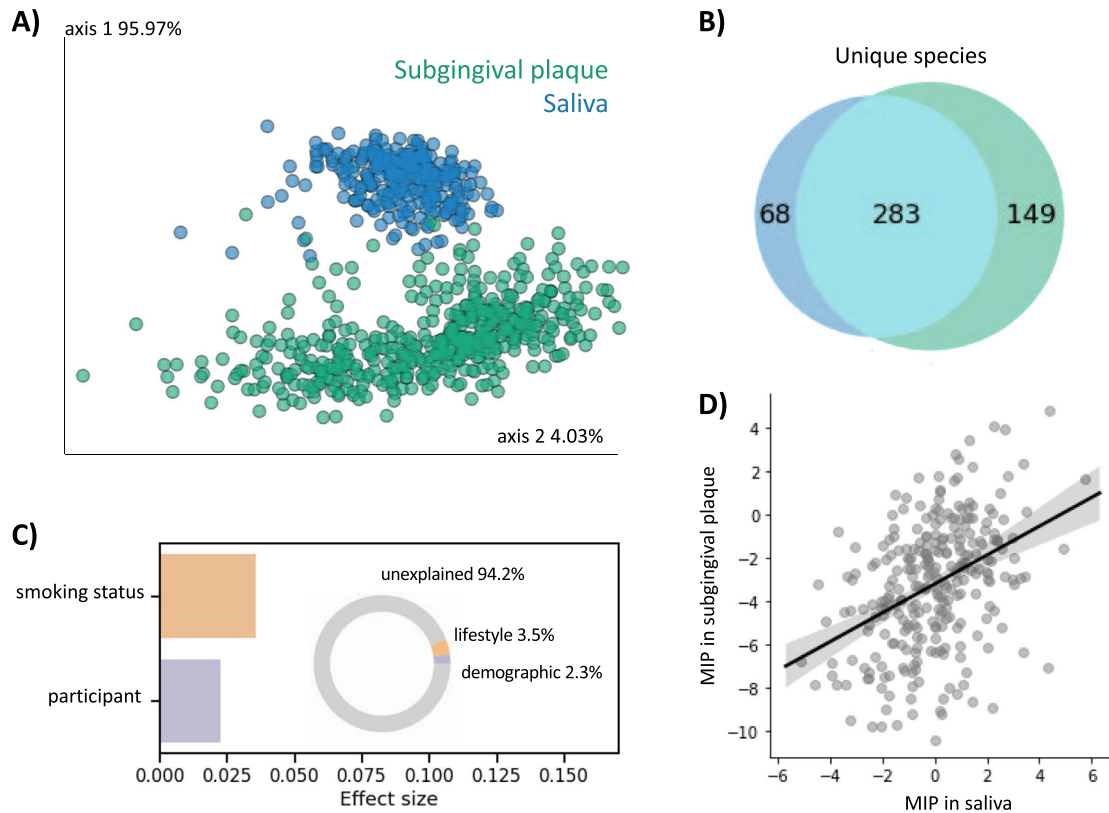 A)
axis 1 95.97%
Subgingival plaque
Saliva
axis 2 4.03%
B)
Unique species
68
283
149
C)
smoking status
participant
unexplained 94.2%
lifestyle 3.5%
demographic 2.3%
0.000 0.025 0.050 0.075 0.100 0.125 0.150
Effect size
D)
MIP in subgingival plaque
4
2
0
−2
−4
−6
−8
−10
−6 −4 −2 0 2 4 6
MIP in saliva